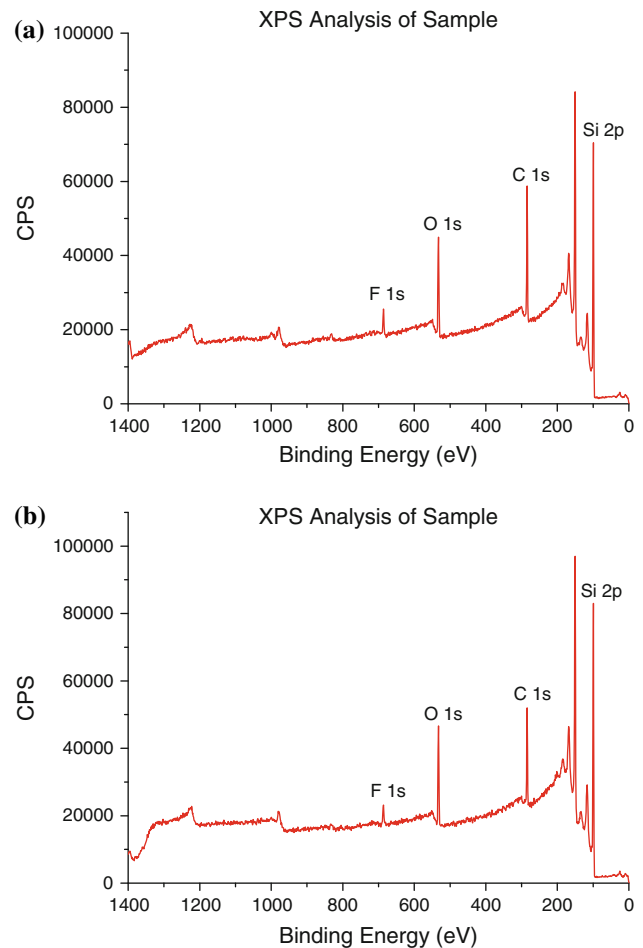 (a)
XPS Analysis of Sample
100000
80000
60000
40000
20000
0
CPS
Si 2p
C 1s
O 1s
F 1s
1400 1200 1000 800 600 400 200 0
Binding Energy (eV)
(b)
XPS Analysis of Sample
100000
80000
60000
40000
20000
0
CPS
Si 2p
C 1s
O 1s
F 1s
1400 1200 1000 800 600 400 200 0
Binding Energy (eV)